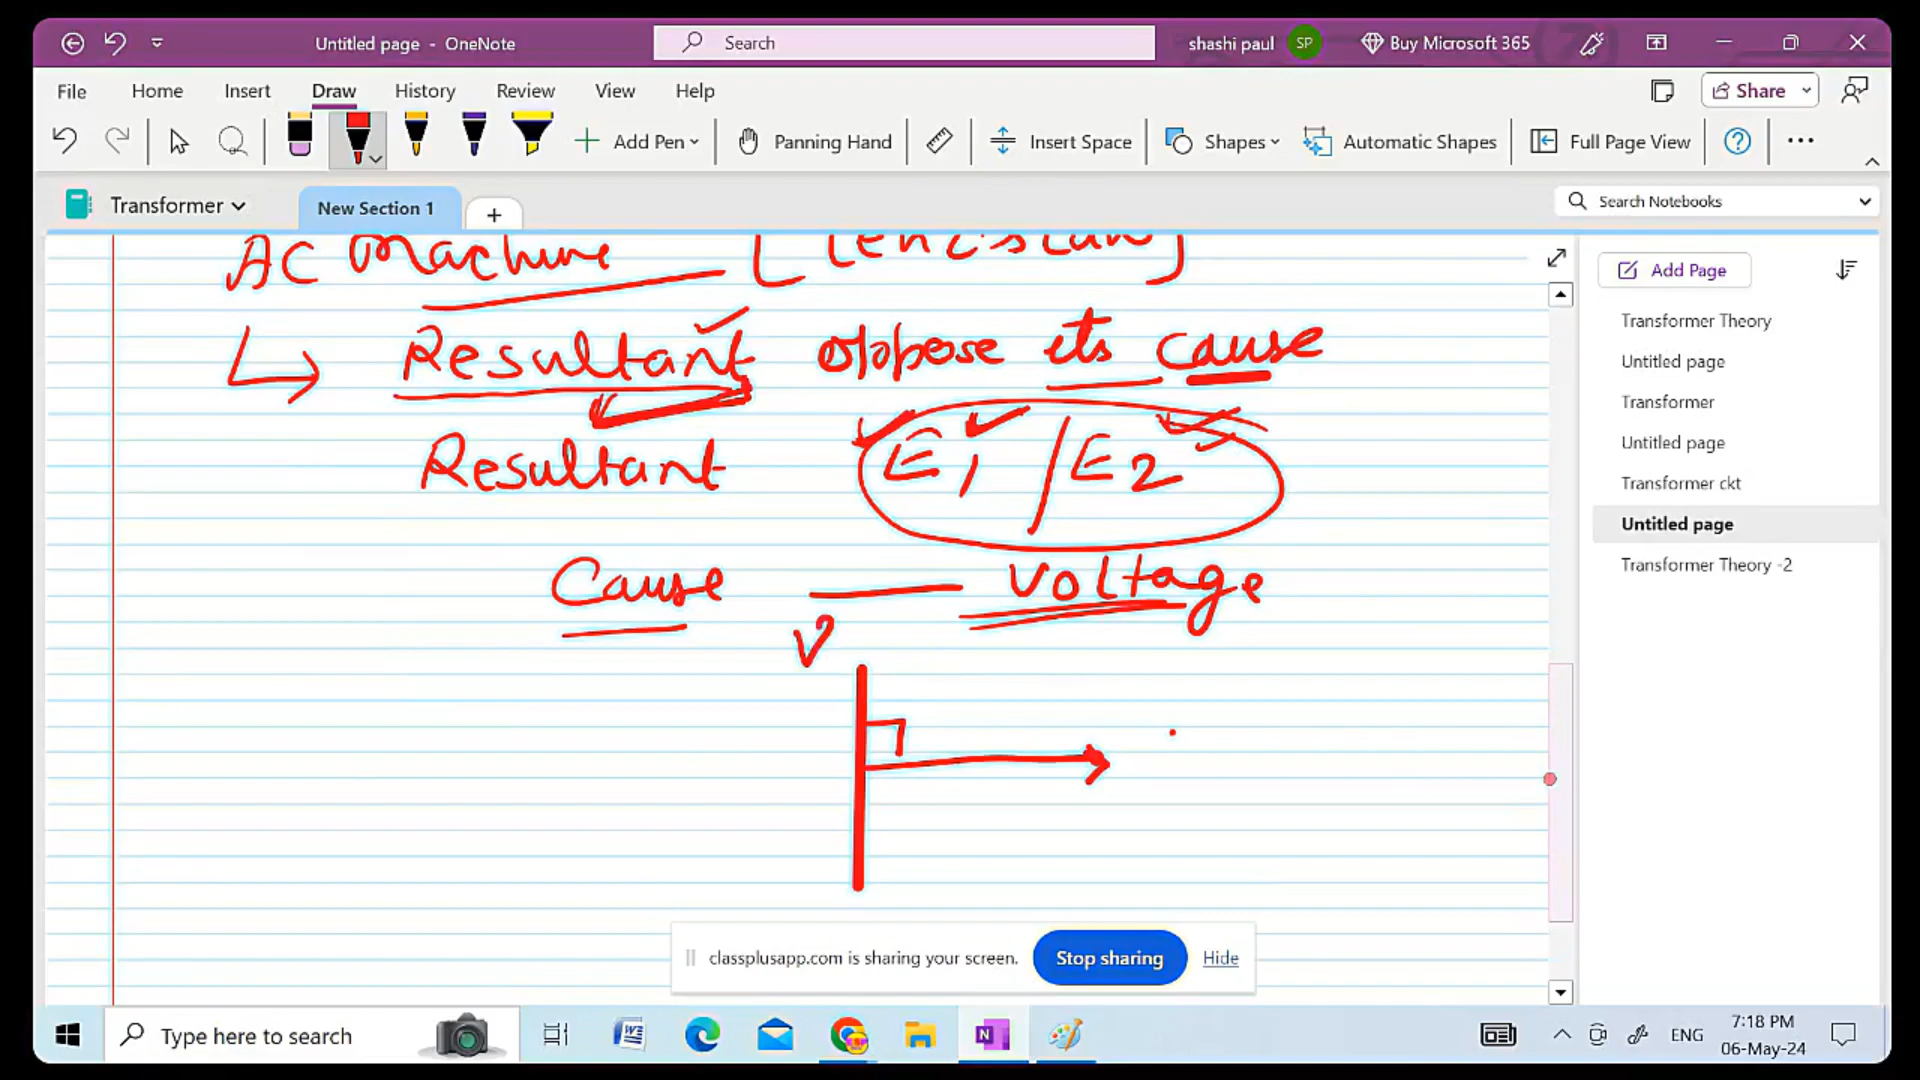 Untitled page - OneNote
Search
shashi paul
SP
Buy Microsoft 365
File
Home
Insert
Draw
History
Review
View
Help
Share
Add Pen
Panning Hand
Insert Space
Shapes
Automatic Shapes
Full Page View
Transformer
New Section 1
Search Notebooks
AC Machine [Lenz's Law]
Resultant oppose its cause
Resultant E1 / E2
Cause — Voltage
V
Add Page
Transformer Theory
Untitled page
Transformer
Untitled page
Transformer ckt
Untitled page
Transformer Theory -2
classplusapp.com is sharing your screen.
Stop sharing
Hide
Type here to search
ENG
7:18 PM
06-May-24